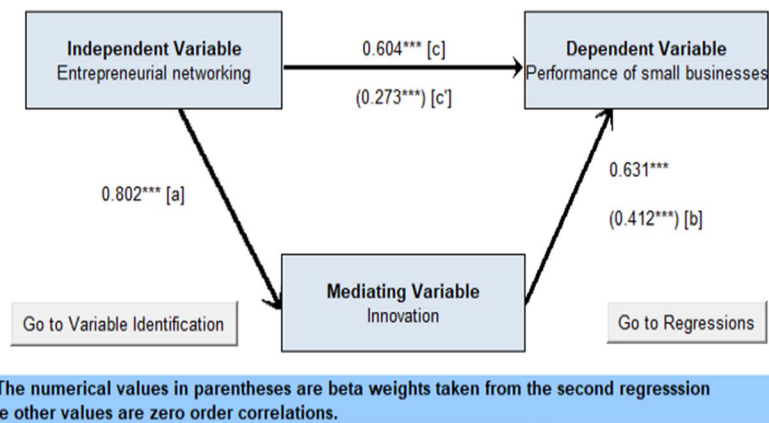 Independent Variable
Entrepreneurial networking
0.604*** [c]
(0.273***) [c']
Dependent Variable
Performance of small businesses
0.802*** [a]
0.631***
(0.412***) [b]
Mediating Variable
Innovation
Go to Variable Identification
Go to Regressions
The numerical values in parentheses are beta weights taken from the second regresssion
other values are zero order correlations.